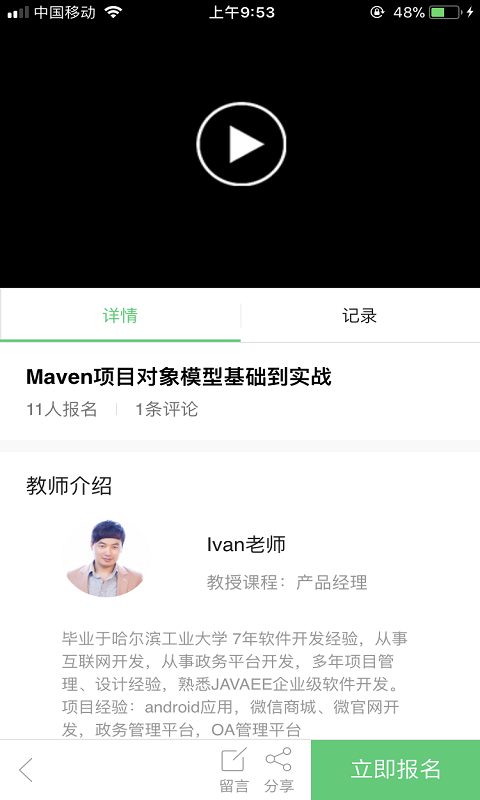 中国移动 上午9:53 48%
详情 记录
Maven项目对象模型基础到实战
11人报名 1条评论
教师介绍
Ivan老师
教授课程：产品经理
毕业于哈尔滨工业大学 7年软件开发经验，从事
互联网开发，从事政务平台开发，多年项目管
理、设计经验，熟悉JAVAEE企业级软件开发。
项目经验：android应用，微信商城、微官网开
发，政务管理平台，OA管理平台
留言 分享 立即报名